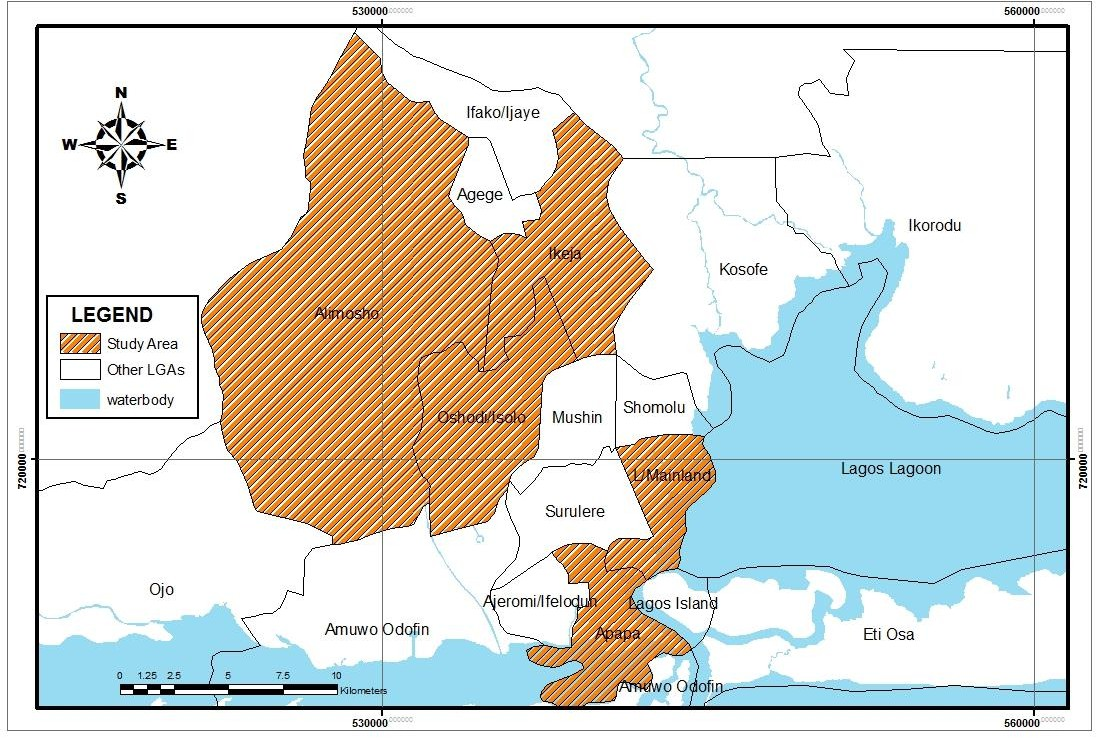 530000
560000
N
W E
S
Ifako/Ijaye
Agege
Ikorodu
Ikeja
Kosofe
LEGEND
Study Area
Other LGAs
waterbody
Alimosho
Oshodi/Isolo
Mushin
Shomolu
720000
720000
L/Mainland
Lagos Lagoon
Surulere
Ojo
Ajeromi/Ifelodun
Lagos Island
Amuwo Odofin
Apapa
Eti Osa
0 1.25 2.5 5 7.5 10
Kilometers
Amuwo Odofin
530000
560000